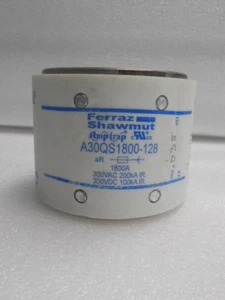 Ferraz
Shawmut
Amptrap
A30QS1800-128
aR
1800A
300VAC 200kA IR
300VDC 100kA IR